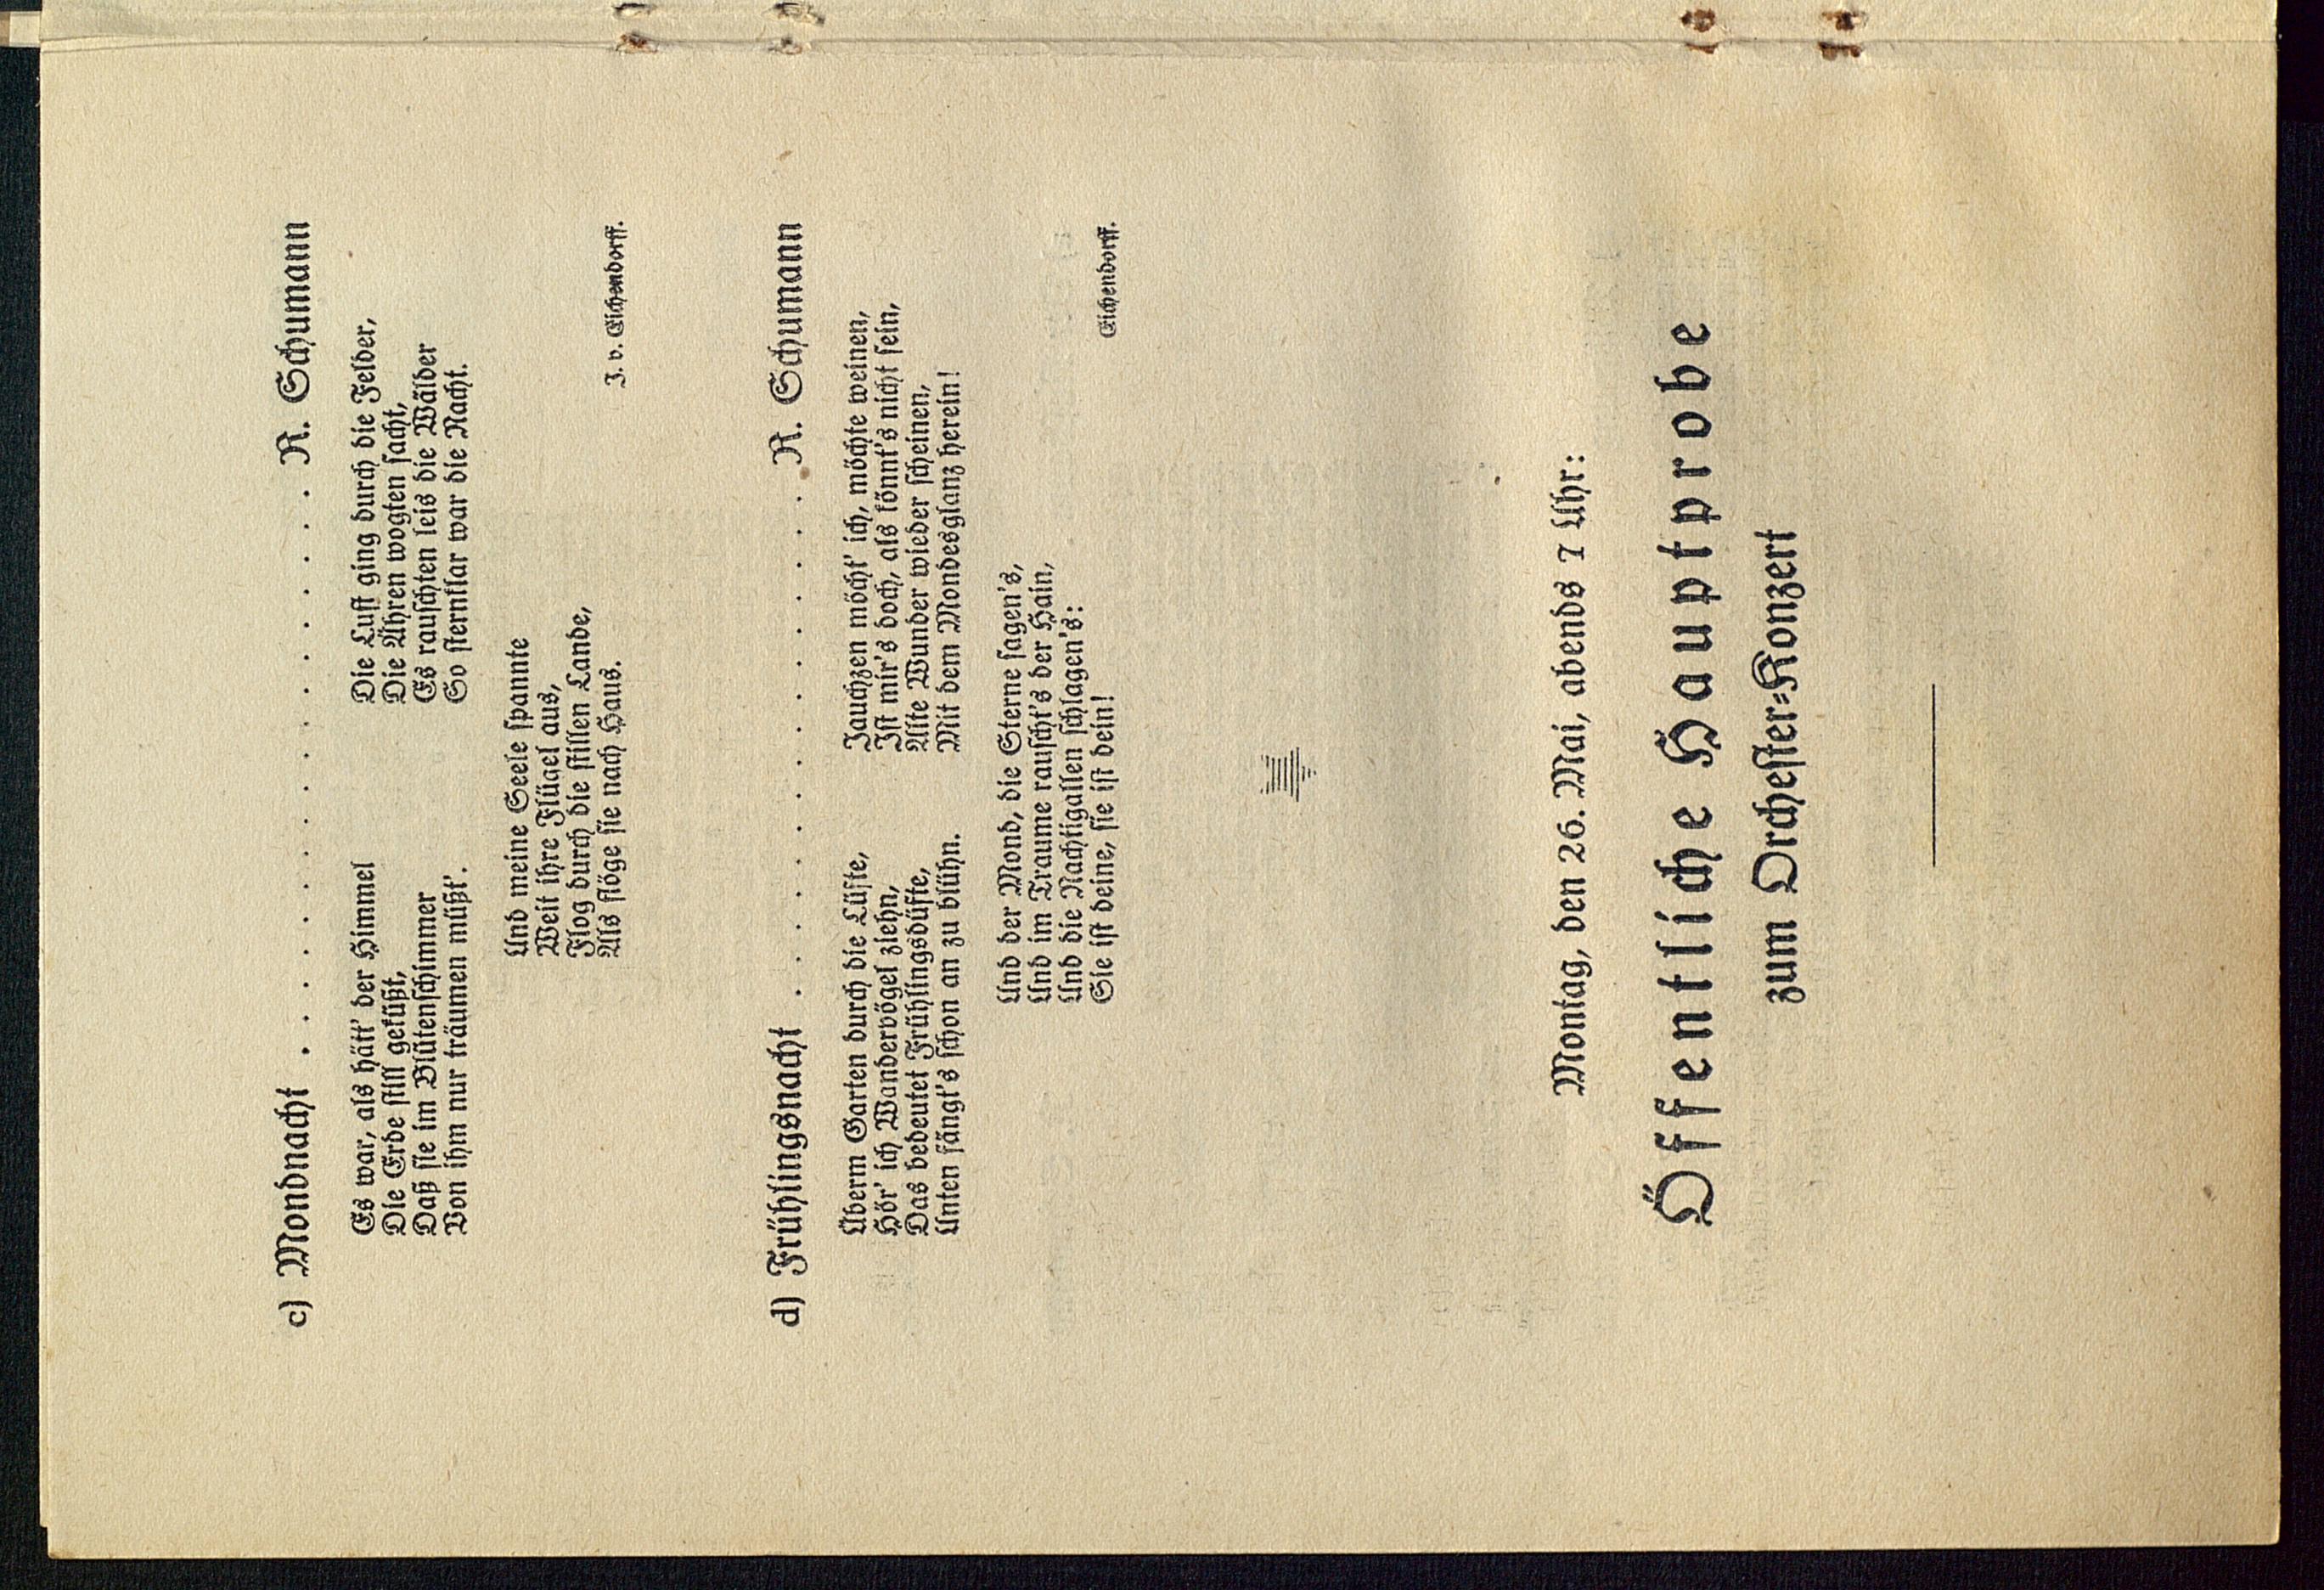 c) Mondnacht . . . . . . . . . . . . . . R. Schumann
Es war, als hätt' der Himmel
Die Erde still geküßt,
Daß sie im Blütenschimmer
Von ihm nur träumen müßt'.
Die Luft ging durch die Felder,
Die Ähren wogten sacht,
Es rauschten leis die Wälder
So sternklar war die Nacht.
Und meine Seele spannte
Weit ihre Flügel aus,
Flog durch die stillen Lande,
Als flöge sie nach Haus.
J. v. Eichendorff.
d) Frühlingsnacht . . . . . . . . . . . . . R. Schumann
Überm Garten durch die Lüfte,
Hör' ich Wandervögel ziehn,
Das bedeutet Frühlingsdüfte,
Unten fängt's schon an zu blühn.
Jauchzen möcht' ich, möchte weinen,
Ist mir's doch, als könnt's nicht sein,
Alte Wunder wieder scheinen,
Mit dem Mondesglanz herein!
Und der Mond, die Sterne sagen's,
Und im Traume rauscht's der Hain,
Und die Nachtigallen schlagen's:
Sie ist deine, sie ist dein!
Eichendorff.
Montag, den 26. Mai, abends 7 Uhr:
Öffentliche Hauptprobe
zum Orchester-Konzert